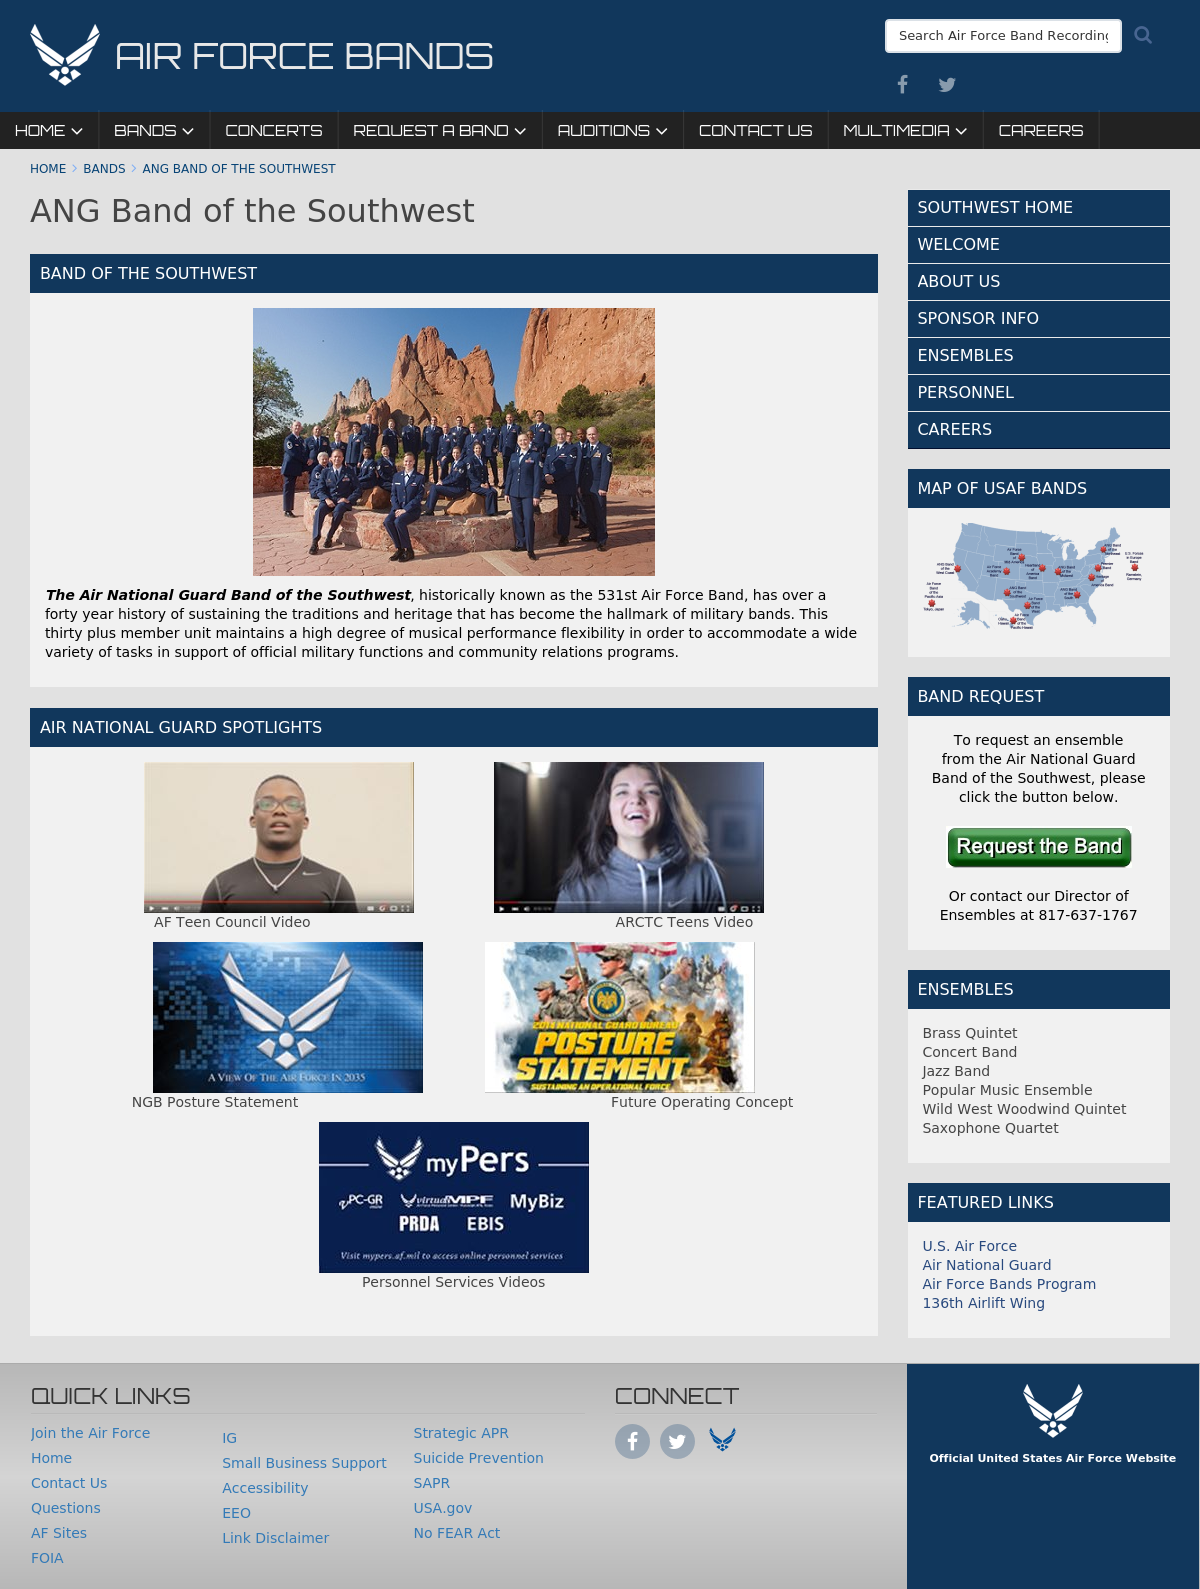 AIR FORCE BANDS
Search Air Force Band Recording
HOME
BANDS
CONCERTS
REQUEST A BAND
AUDITIONS
CONTACT US
MULTIMEDIA
CAREERS
HOME > BANDS > ANG BAND OF THE SOUTHWEST
ANG Band of the Southwest
BAND OF THE SOUTHWEST
The Air National Guard Band of the Southwest, historically known as the 531st Air Force Band, has over a
forty year history of sustaining the traditions and heritage that has become the hallmark of military bands. This
thirty plus member unit maintains a high degree of musical performance flexibility in order to accommodate a wide
variety of tasks in support of official military functions and community relations programs.
AIR NATIONAL GUARD SPOTLIGHTS
AF Teen Council Video
ARCTC Teens Video
A VIEW OF THE AIR FORCE IN 2035
2014 NATIONAL GUARD BUREAU
POSTURE
STATEMENT
SUSTAINING AN OPERATIONAL FORCE
NGB Posture Statement
Future Operating Concept
myPers
vPC-GR
virtualMPF
MyBiz
PRDA
EBIS
Visit mypers.af.mil to access online personnel services
Personnel Services Videos
SOUTHWEST HOME
WELCOME
ABOUT US
SPONSOR INFO
ENSEMBLES
PERSONNEL
CAREERS
MAP OF USAF BANDS
BAND REQUEST
To request an ensemble
from the Air National Guard
Band of the Southwest, please
click the button below.
Request the Band
Or contact our Director of
Ensembles at 817-637-1767
ENSEMBLES
Brass Quintet
Concert Band
Jazz Band
Popular Music Ensemble
Wild West Woodwind Quintet
Saxophone Quartet
FEATURED LINKS
U.S. Air Force
Air National Guard
Air Force Bands Program
136th Airlift Wing
QUICK LINKS
Join the Air Force
Home
Contact Us
Questions
AF Sites
FOIA
IG
Small Business Support
Accessibility
EEO
Link Disclaimer
Strategic APR
Suicide Prevention
SAPR
USA.gov
No FEAR Act
CONNECT
Official United States Air Force Website